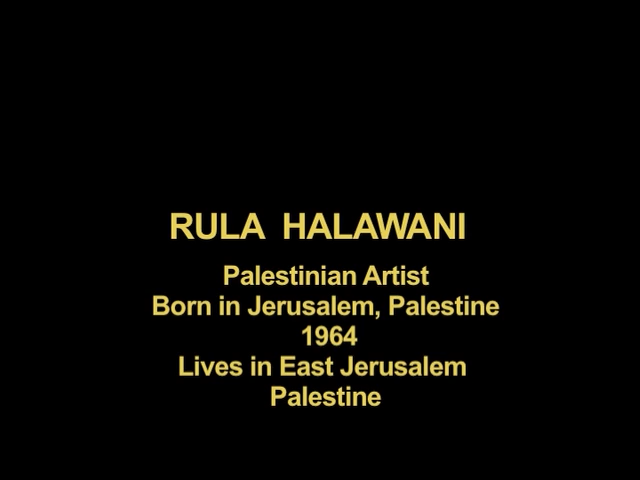 RULA HALAWANI
Palestinian Artist
Born in Jerusalem, Palestine
1964
Lives in East Jerusalem
Palestine